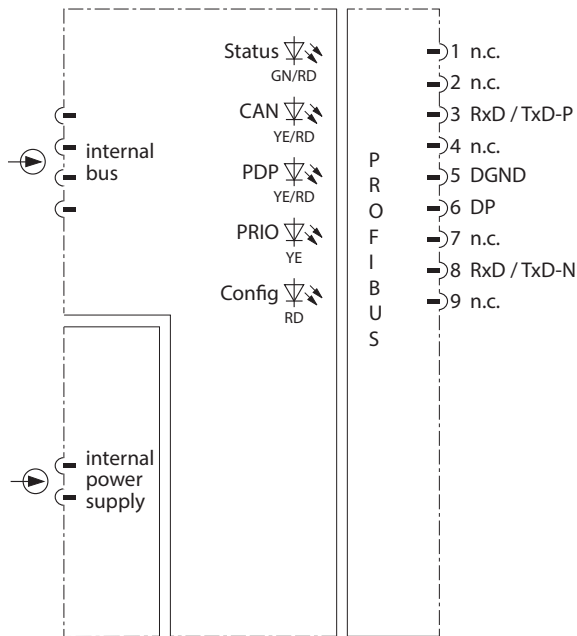 Status
GN/RD
CAN
YE/RD
PDP
YE/RD
PRIO
YE
Config
RD
internal
bus
internal
power
supply
P
R
O
F
I
B
U
S
1 n.c.
2 n.c.
3 RxD / TxD-P
4 n.c.
5 DGND
6 DP
7 n.c.
8 RxD / TxD-N
9 n.c.